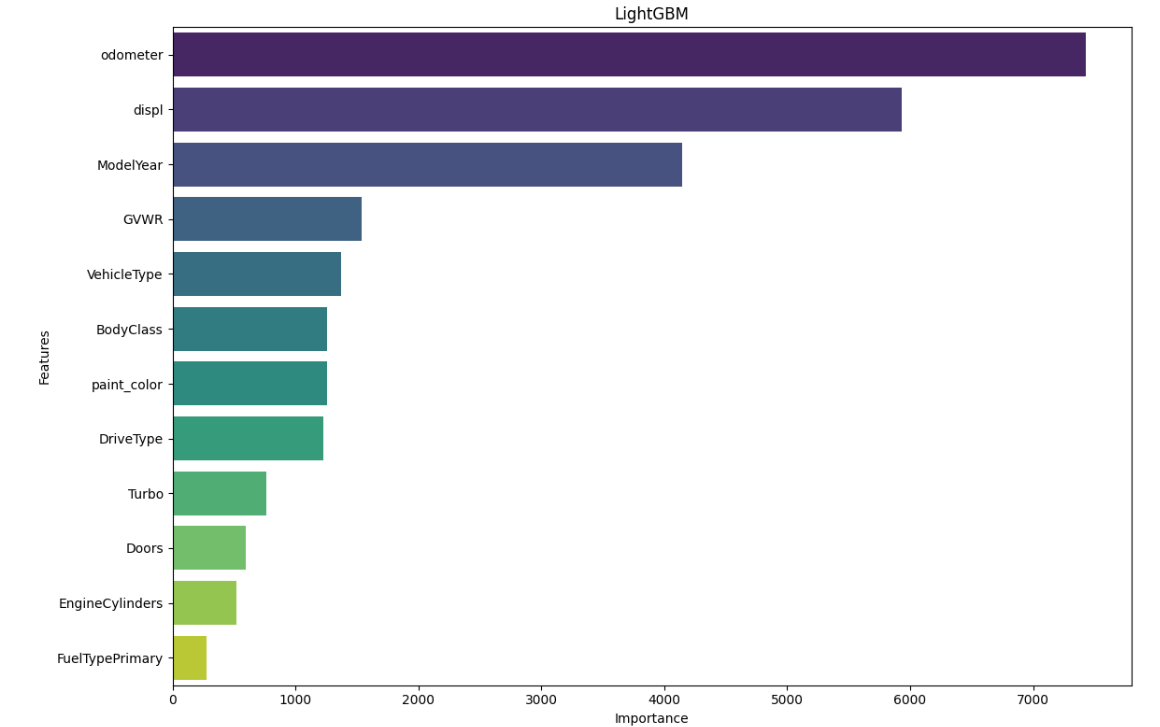 LightGBM
odometer
displ
ModelYear
GVWR
VehicleType
BodyClass
paint_color
DriveType
Turbo
Doors
EngineCylinders
FuelTypePrimary
Features
0 1000 2000 3000 4000 5000 6000 7000
Importance